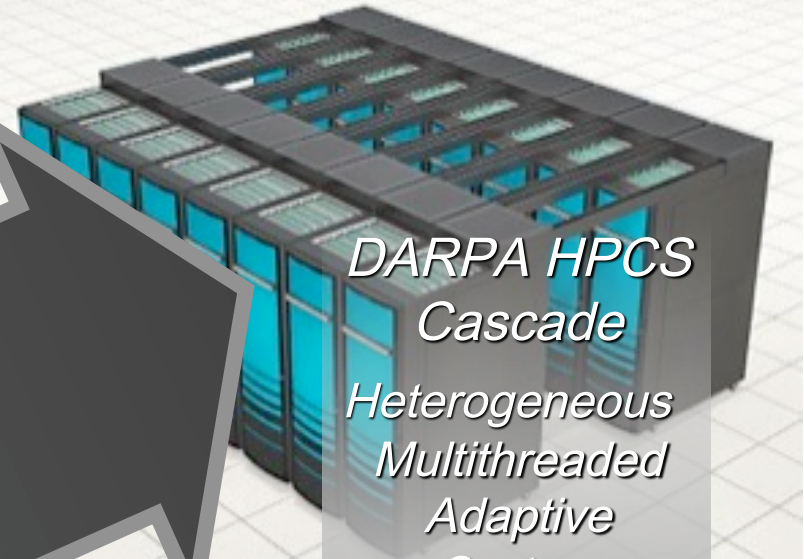 DARPA HPCS
Cascade
Heterogeneous
Multithreaded
Adaptive